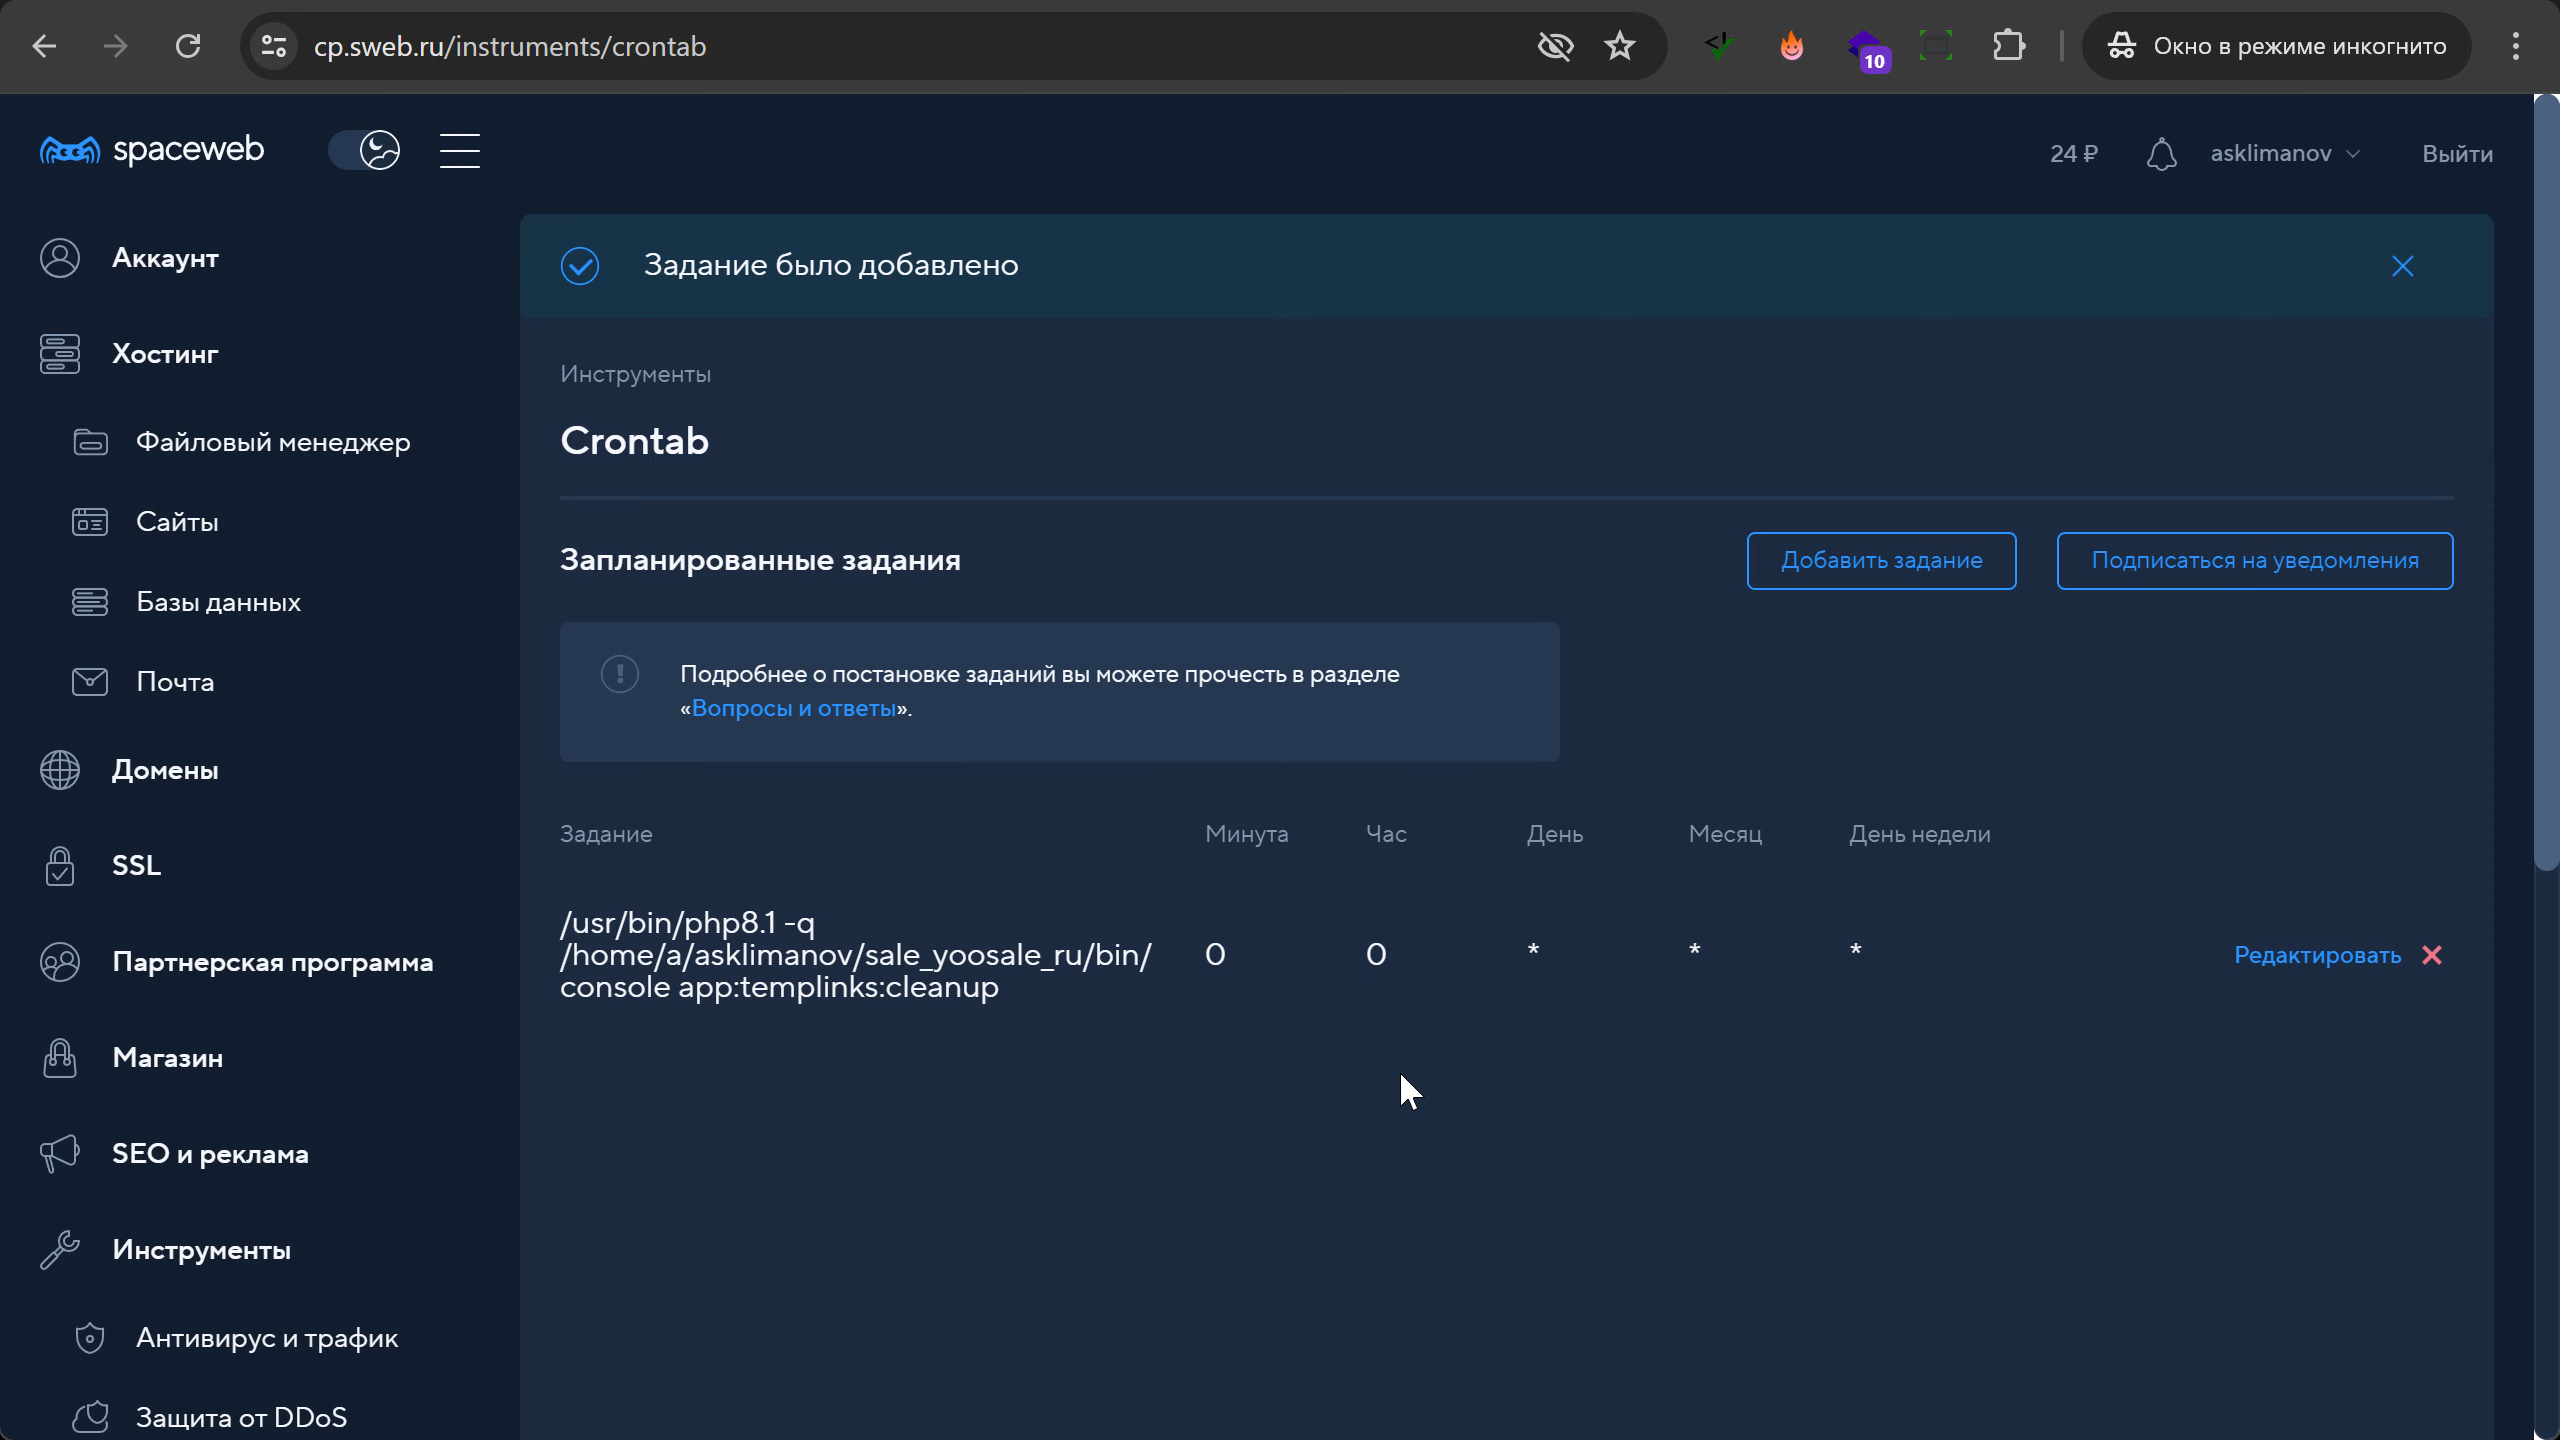 cp.sweb.ru/instruments/crontab
10
Окно в режиме инкогнито
spaceweb
24 ₽
asklimanov
Выйти
Аккаунт
Хостинг
Файловый менеджер
Сайты
Базы данных
Почта
Домены
SSL
Партнерская программа
Магазин
SEO и реклама
Инструменты
Антивирус и трафик
Защита от DDoS
Задание было добавлено
Инструменты
Crontab
Запланированные задания
Добавить задание
Подписаться на уведомления
Подробнее о постановке заданий вы можете прочесть в разделе
«Вопросы и ответы».
Задание Минута Час День Месяц День недели
/usr/bin/php8.1 -q
/home/a/asklimanov/sale_yoosale_ru/bin/ 0 0 * * * Редактировать
console app:templinks:cleanup